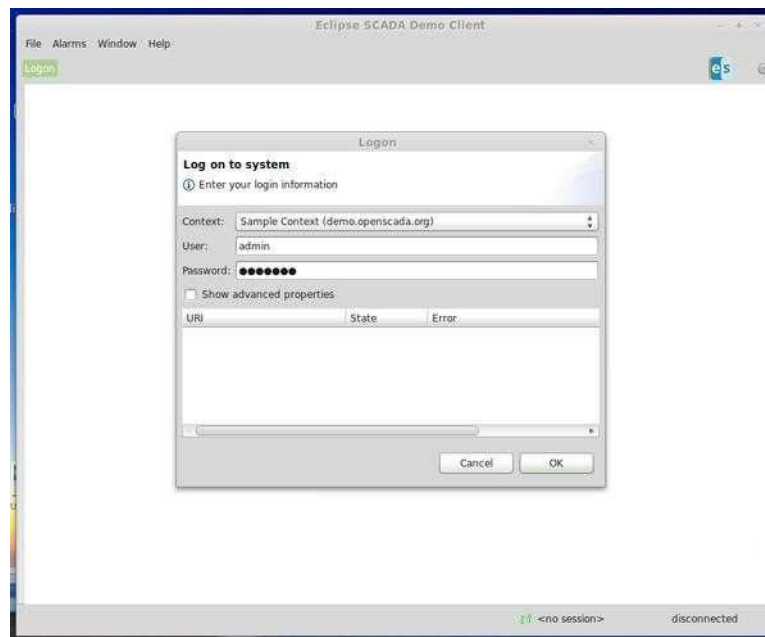 Eclipse SCADA Demo Client
File Alarms Window Help
Logon
es
Logon
Log on to system
Enter your login information
Context: Sample Context (demo.openscada.org)
User: admin
Password: ●●●●●●●
Show advanced properties
URI State Error
Cancel OK
<no session> disconnected